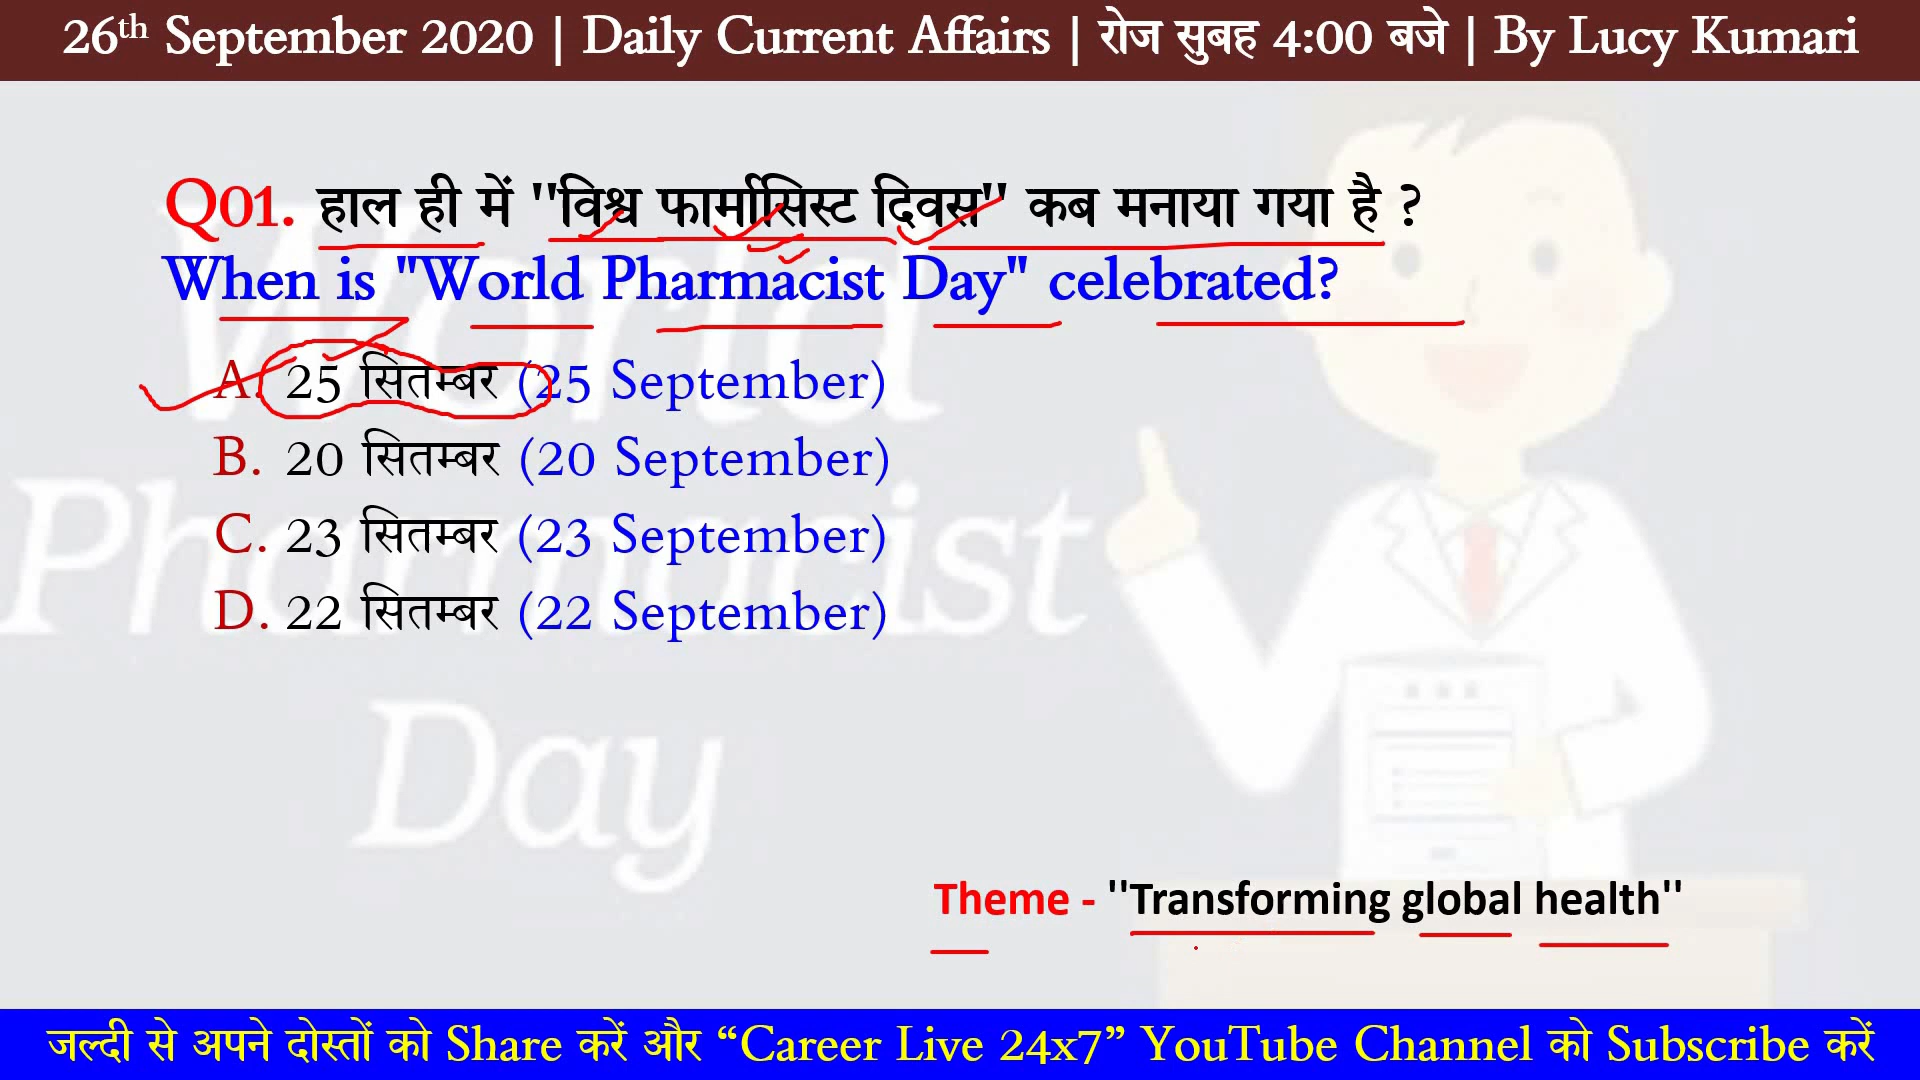 26th September 2020 | Daily Current Affairs | रोज सुबह 4:00 बजे | By Lucy Kumari
Q01. हाल ही में "विश्व फार्मासिस्ट दिवस" कब मनाया गया है ?
When is "World Pharmacist Day" celebrated?
A. 25 सितम्बर (25 September)
B. 20 सितम्बर (20 September)
C. 23 सितम्बर (23 September)
D. 22 सितम्बर (22 September)
World
Pharmacist
Day
Theme - "Transforming global health"
जल्दी से अपने दोस्तों को Share करें और “Career Live 24x7” YouTube Channel को Subscribe करें